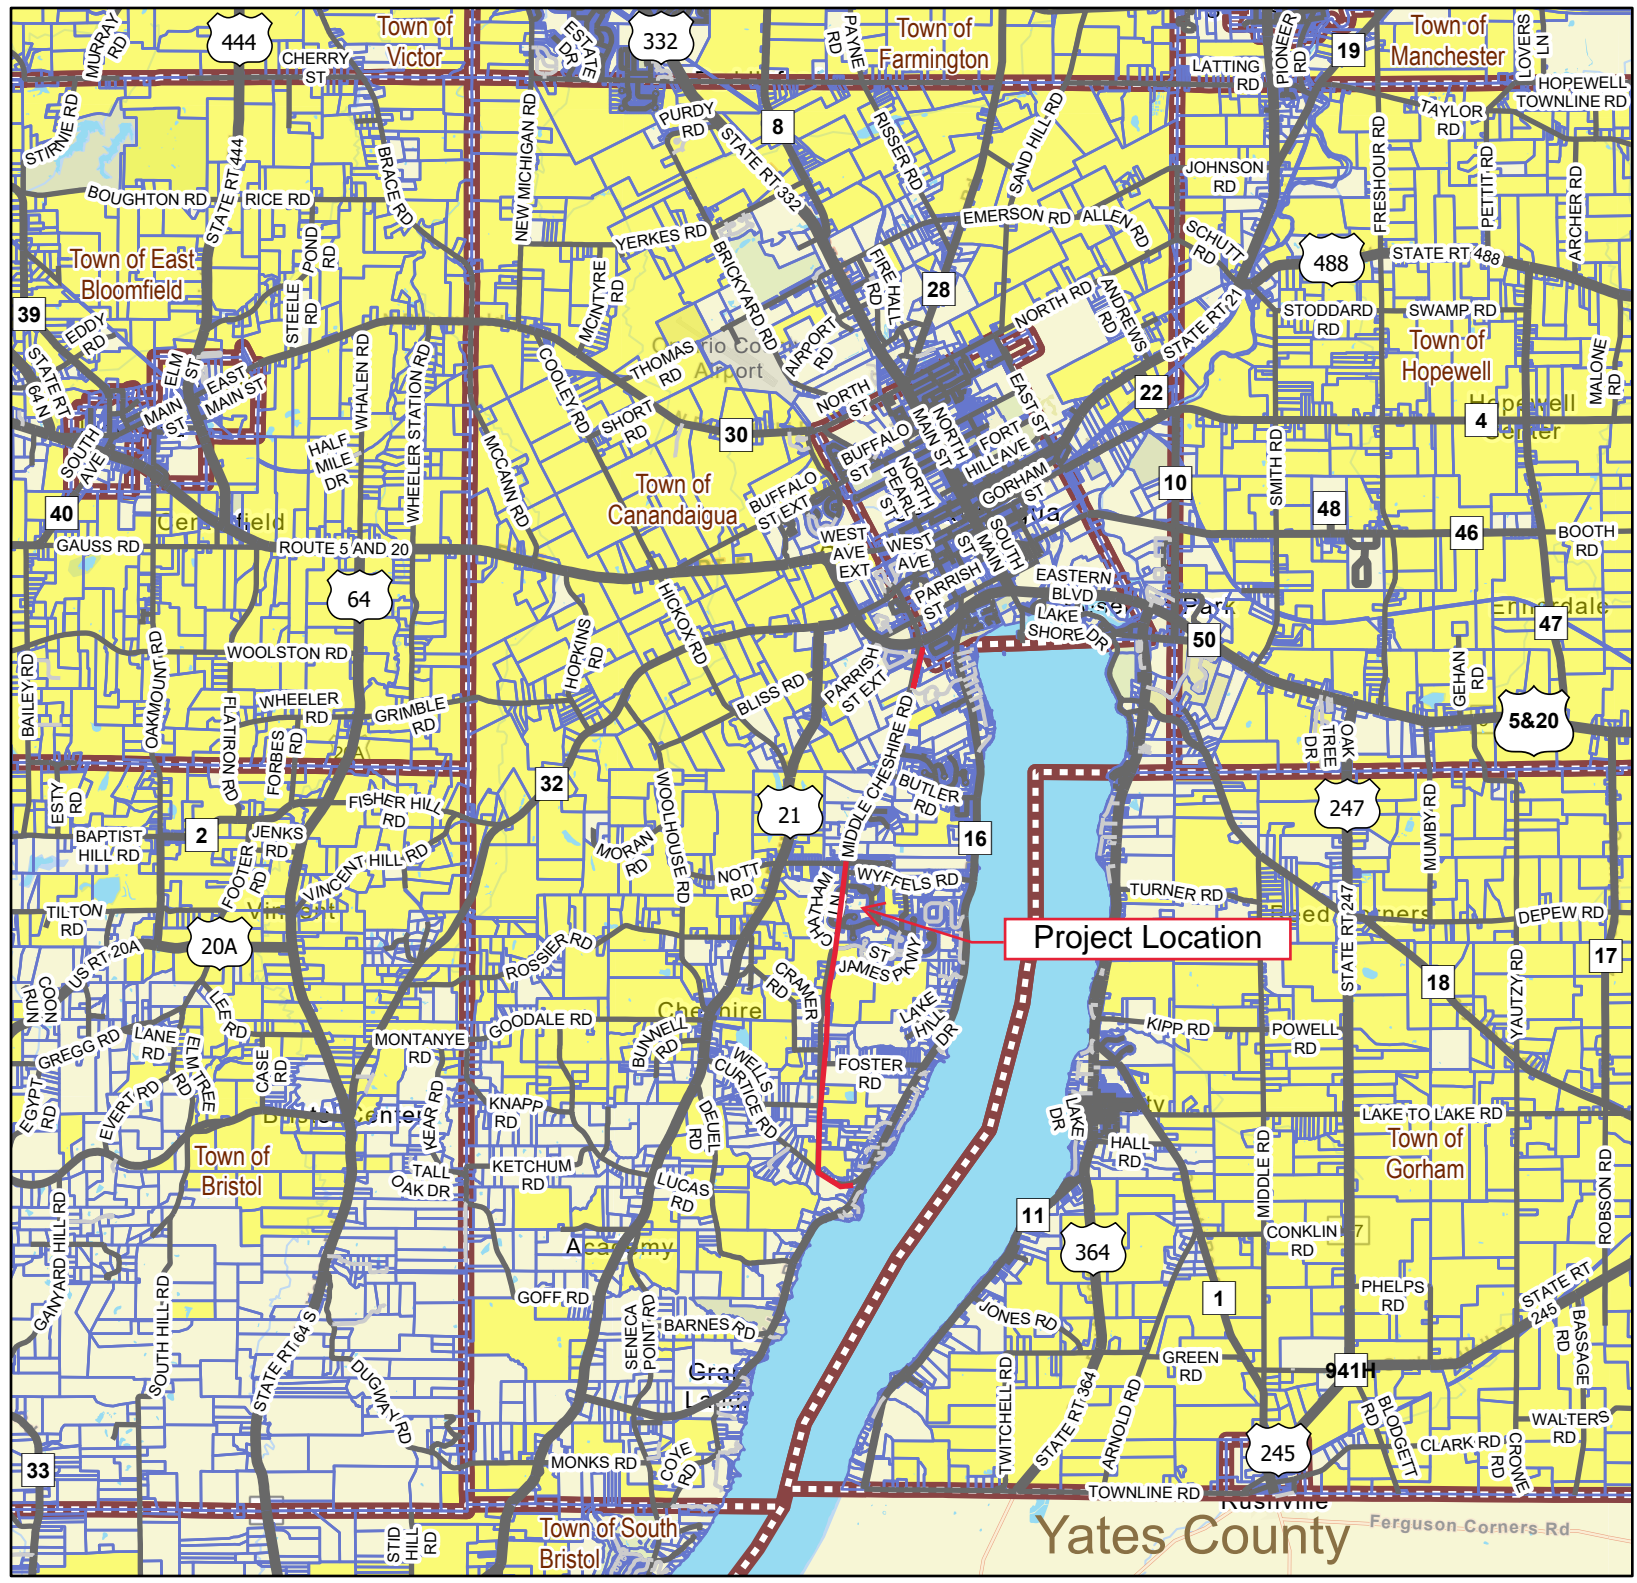 MURRAY
RD
444
Town of
Victor
CHERRY
ST
ESTATE
DR
332
PAYNE
RD
Town of
Farmington
LATTING
RD
PIONEER
RD
19
Town of
Manchester
LOVERS
LN
HOPEWELL
TOWNLINE RD
TAYLOR
RD
STIRNIE RD
BOUGHTON RD
STATE RT 444
RICE RD
BRACE RD
NEW MICHIGAN RD
PURDY
RD
STATE RT 332
8
RISSER RD
SAND HILL RD
JOHNSON
RD
FRESHOUR RD
PETTIT RD
ARCHER RD
EMERSON RD
ALLEN RD
SCHUTT
RD
488
STATE RT 488
Town of East
Bloomfield
STEELE
RD
POND
RD
YERKES RD
MCINTYRE
RD
BRICKYARD RD
FIRE HALL
RD
28
NORTH RD
ANDREWS
RD
STATE RT 21
STODDARD
RD
SWAMP RD
Town of
Hopewell
MALONE
RD
39
EDDY
RD
STATE RT
64 N
ELM
ST
EAST
MAIN ST
MAIN
ST
SOUTH
AVE
WHALEN RD
WHEELER STATION RD
COOLEY RD
THOMAS
RD
Airport
AIRPORT
RD
SHORT
RD
30
NORTH
ST
BUFFALO
ST
NORTH
MAIN ST
FORT
HILL AVE
EAST ST
22
4
Hopewell
Center
HALF
MILE
DR
MCCANN RD
Town of
Canandaigua
BUFFALO
ST EXT
NORTH
PEARL
ST
GORHAM
ST
10
SMITH RD
48
46
BOOTH
RD
40
GAUSS RD
ROUTE 5 AND 20
WEST
AVE
EXT
WEST
AVE
SOUTH
MAIN
ST
PARRISH
ST
EASTERN
BLVD
LAKE
SHORE DR
Park
64
HICKOX RD
HOPKINS
RD
50
47
GEHAN
RD
BAILEY RD
OAKMOUNT RD
WOOLSTON RD
FLATIRON RD
WHEELER
RD
GRIMBLE
RD
FORBES
RD
BLISS RD
PARRISH
ST EXT
MIDDLE CHESHIRE RD
5&20
OAK
TREE
DR
ESTY
RD
BAPTIST
HILL RD
2
JENKS
RD
FOOTER
RD
FISHER HILL
RD
VINCENT HILL RD
32
MORAN
RD
WOOLHOUSE RD
21
BUTLER
RD
16
247
MUMBY RD
NOTT
RD
CHATHAM
LN
WYFFELS RD
TURNER RD
STATE RT 247
DEPEW RD
TILTON
RD
20A
US RT 20A
ROSSIER RD
Project Location
ST
JAMES
PKWY
CRAMER
RD
18
17
YAUTZY RD
NOON
LEE RD
GREGG RD
LANE
RD
ELM TREE
RD
CASE
RD
MONTANYE
RD
GOODALE RD
BUNNELL
RD
LAKE
HILL
DR
KIPP RD
POWELL
RD
EGYPT
RD
EVERT RD
KEAR RD
KNAPP
RD
WELLS
CURTICE RD
DEUEL
RD
FOSTER
RD
LAKE
DR
HALL
RD
LAKE TO LAKE RD
Town of
Gorham
Town of
Bristol
TALL
OAK DR
KETCHUM
RD
LUCAS
RD
MIDDLE RD
ROBSON RD
GANYARD HILL RD
SOUTH HILL RD
Academy
11
364
CONKLIN
RD
STATE RT 64 S
GOFF RD
SENECA
POINT RD
BARNES RD
JONES RD
1
PHELPS
RD
STATE RT
245
BASSAGE
RD
DUGWAY RD
TWITCHELL RD
STATE RT 364
ARNOLD RD
GREEN
RD
941H
BLODGETT
RD
WALTERS
RD
33
MONKS RD
COYE
RD
245
CLARK RD
CROWE
RD
TOWNLINE RD
Rushville
STID
HILL
RD
Town of South
Bristol
Yates County
Ferguson Corners Rd